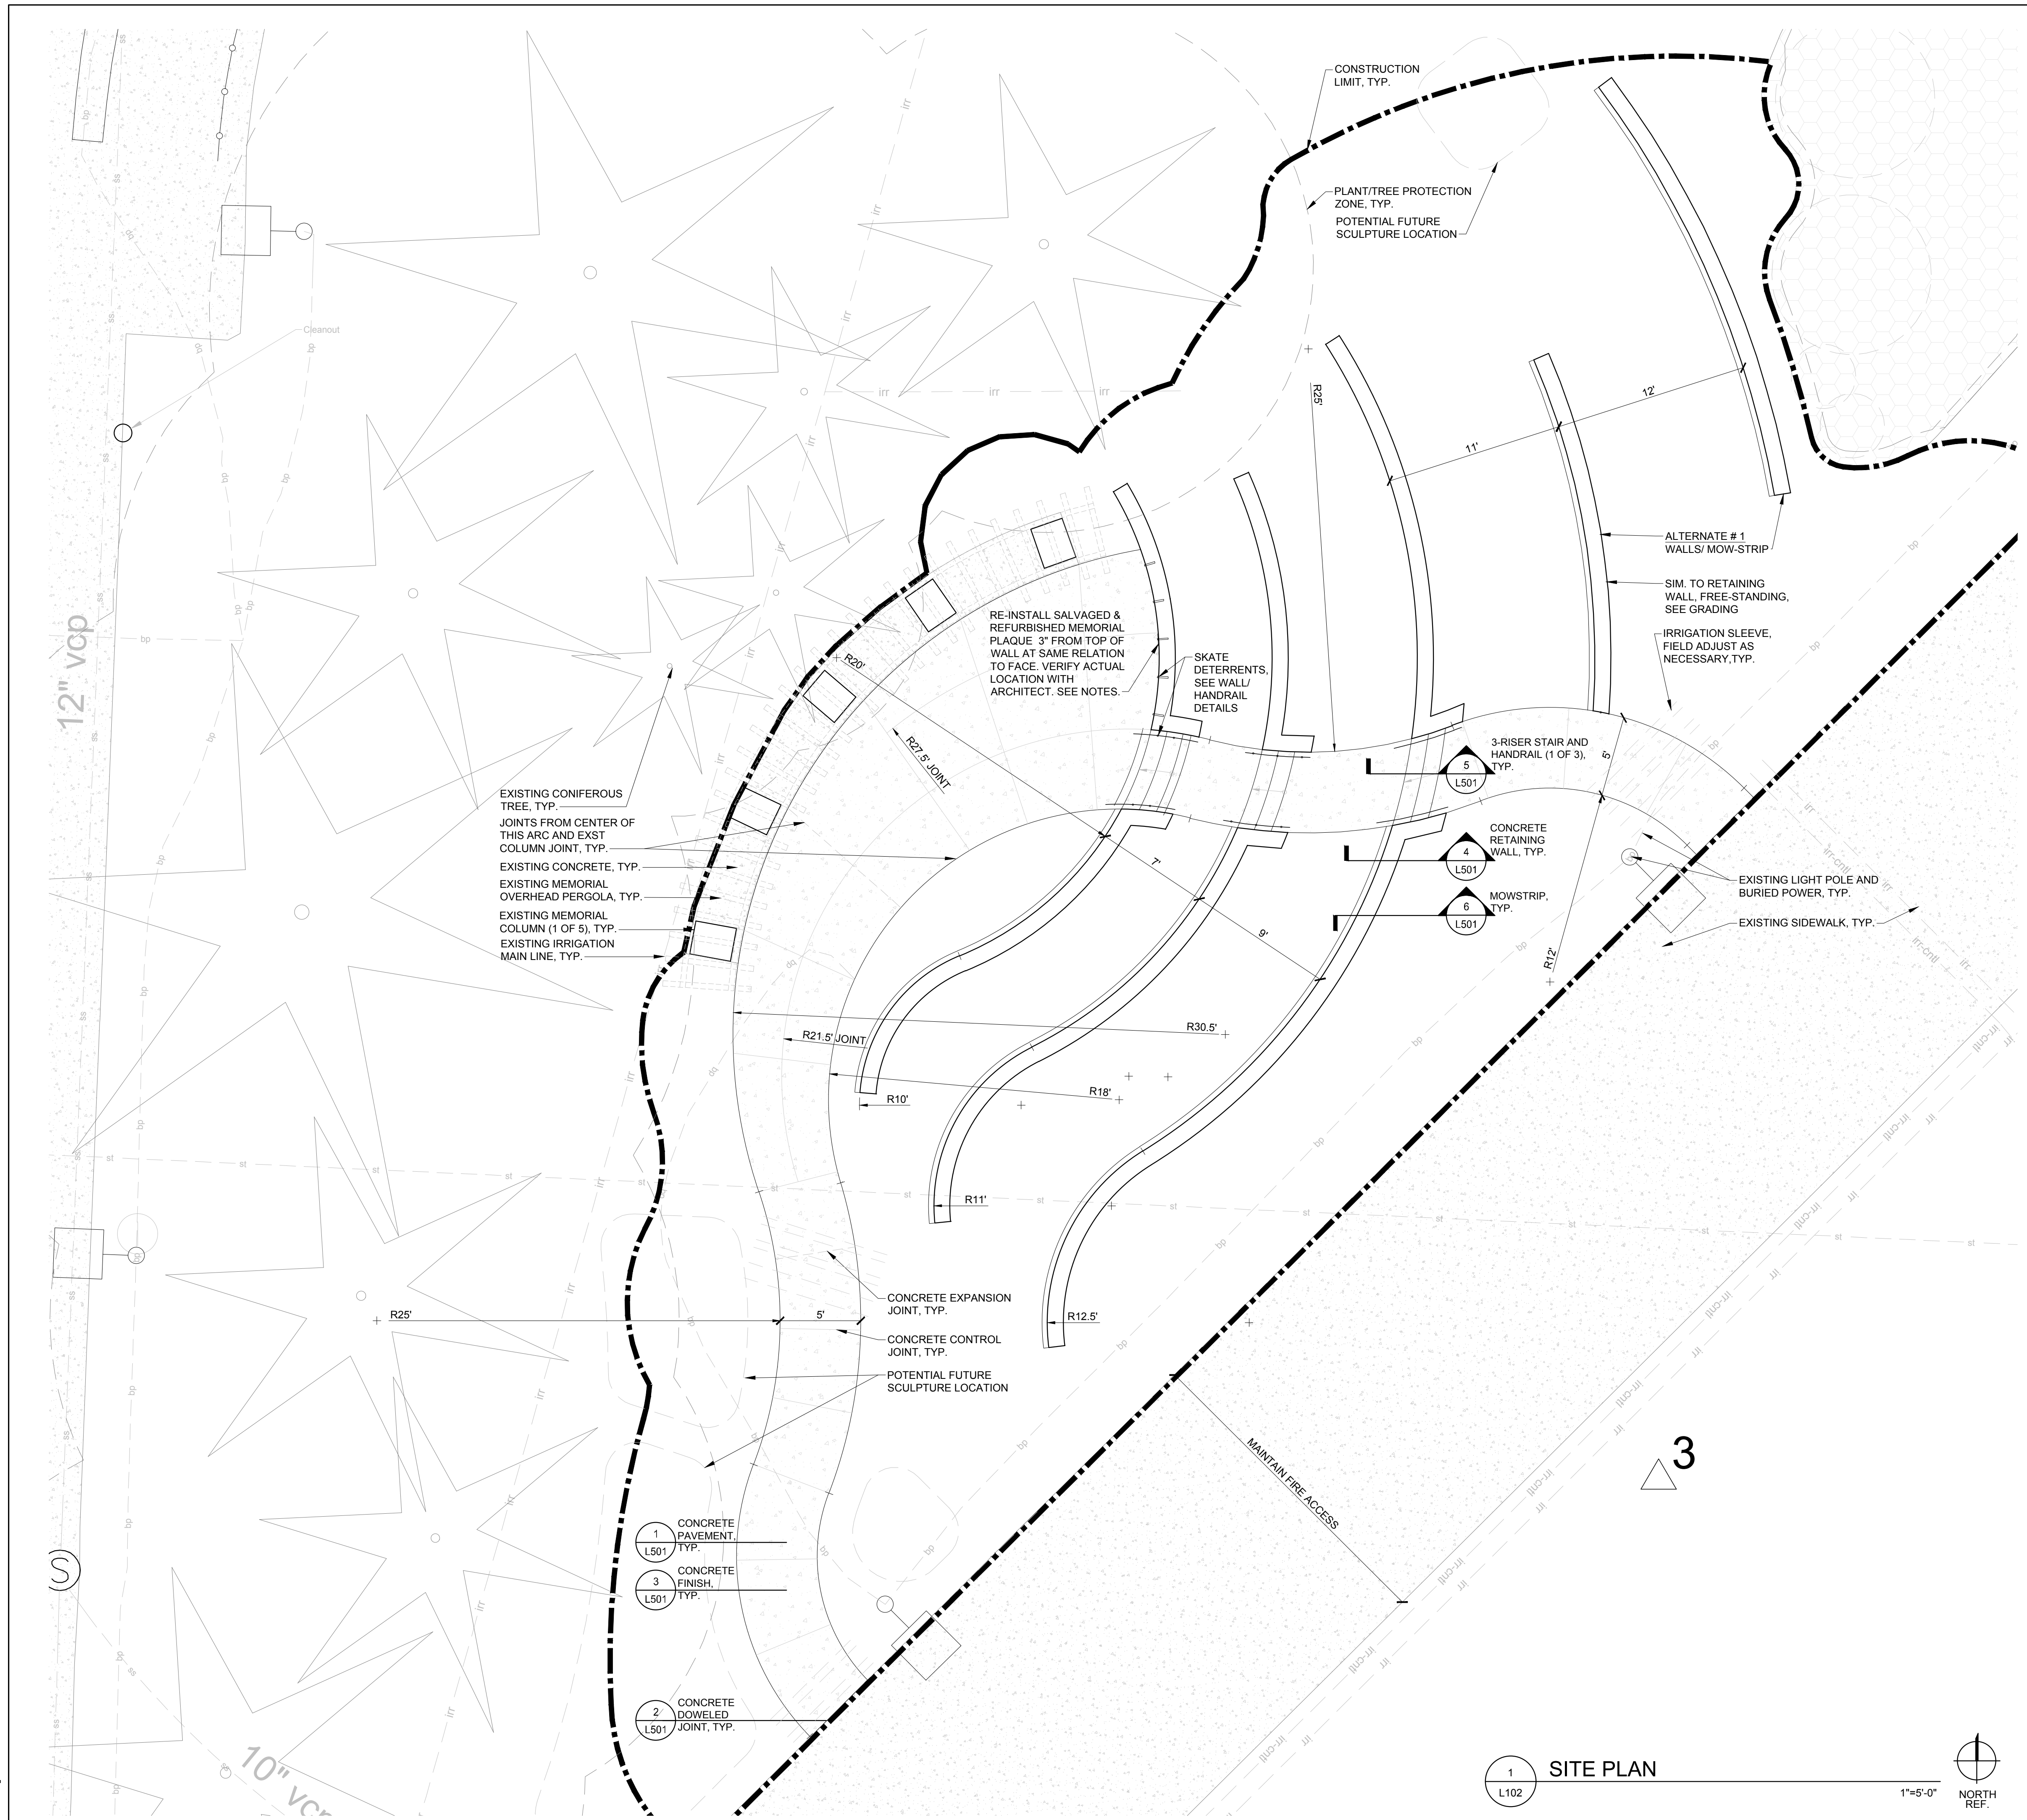 CONSTRUCTION
LIMIT, TYP.
PLANT/TREE PROTECTION
ZONE, TYP.
POTENTIAL FUTURE
SCULPTURE LOCATION
Cleanout
R25'
12'
11'
ALTERNATE # 1
WALLS/ MOW-STRIP
SIM. TO RETAINING
WALL, FREE-STANDING,
SEE GRADING
IRRIGATION SLEEVE,
FIELD ADJUST AS
NECESSARY,TYP.
12" vcp
RE-INSTALL SALVAGED &
REFURBISHED MEMORIAL
PLAQUE 3" FROM TOP OF
WALL AT SAME RELATION
TO FACE. VERIFY ACTUAL
LOCATION WITH
ARCHITECT. SEE NOTES.
SKATE
DETERRENTS,
SEE WALL/
HANDRAIL
DETAILS
R20'
R27.5' JOINT
3-RISER STAIR AND
HANDRAIL (1 OF 3),
TYP.
5
L501
5'
EXISTING CONIFEROUS
TREE, TYP.
JOINTS FROM CENTER OF
THIS ARC AND EXST
COLUMN JOINT, TYP.
EXISTING CONCRETE, TYP.
EXISTING MEMORIAL
OVERHEAD PERGOLA, TYP.
EXISTING MEMORIAL
COLUMN (1 OF 5), TYP.
EXISTING IRRIGATION
MAIN LINE, TYP.
CONCRETE
RETAINING
WALL, TYP.
4
L501
MOWSTRIP,
TYP.
6
L501
7'
9'
EXISTING LIGHT POLE AND
BURIED POWER, TYP.
EXISTING SIDEWALK, TYP.
R12'
R30.5'
R21.5' JOINT
R18'
R10'
R11'
R12.5'
R25'
5'
CONCRETE EXPANSION
JOINT, TYP.
CONCRETE CONTROL
JOINT, TYP.
POTENTIAL FUTURE
SCULPTURE LOCATION
MAINTAIN FIRE ACCESS
3
1
L501
CONCRETE
PAVEMENT,
TYP.
3
L501
CONCRETE
FINISH,
TYP.
2
L501
CONCRETE
DOWELED
JOINT, TYP.
S
10" vcp
1
L102
SITE PLAN
1"=5'-0"
NORTH
REF.
ss
bp
irr
st
irr-cntl